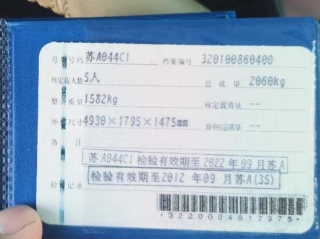 号牌号码 苏A044C1 档案编号 320100860400
核定载人数 5人 总质量 2060kg
整备质量 1582kg 核定载质量 --
外廓尺寸 4930×1795×1475mm 准牵引总质量 --
备注
苏A044C1检验有效期至2022年09月苏A
检验有效期至2012年09月苏A(35)
检验记录
*3220004817975*